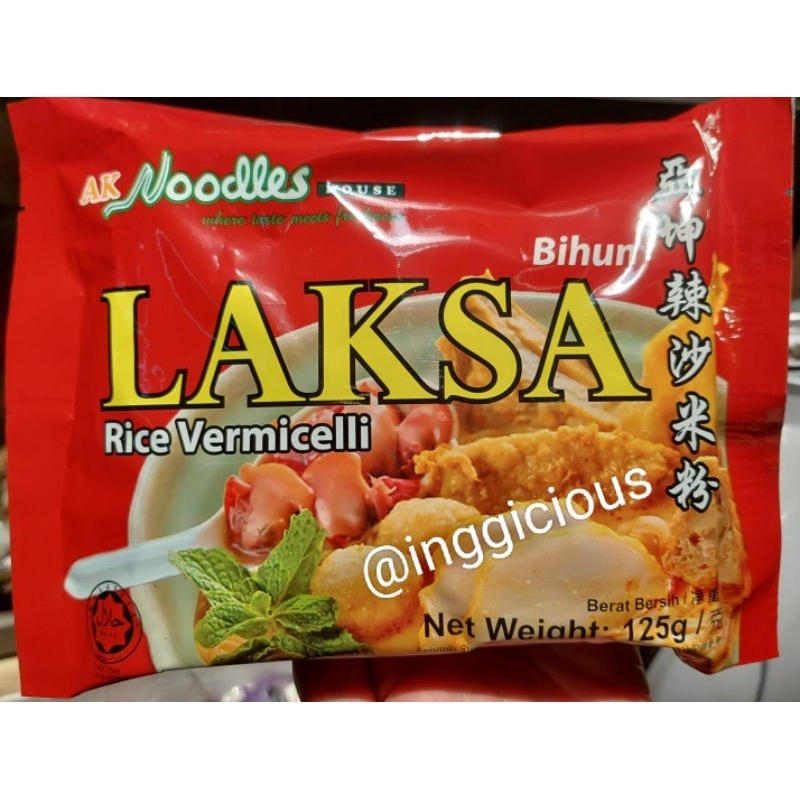 AK Noodles HOUSE
where taste meets
Bihun
LAKSA
Rice Vermicelli
亞坤辣沙米粉
@inggicious
Berat Bersih / 淨重
Net Weight: 125g /